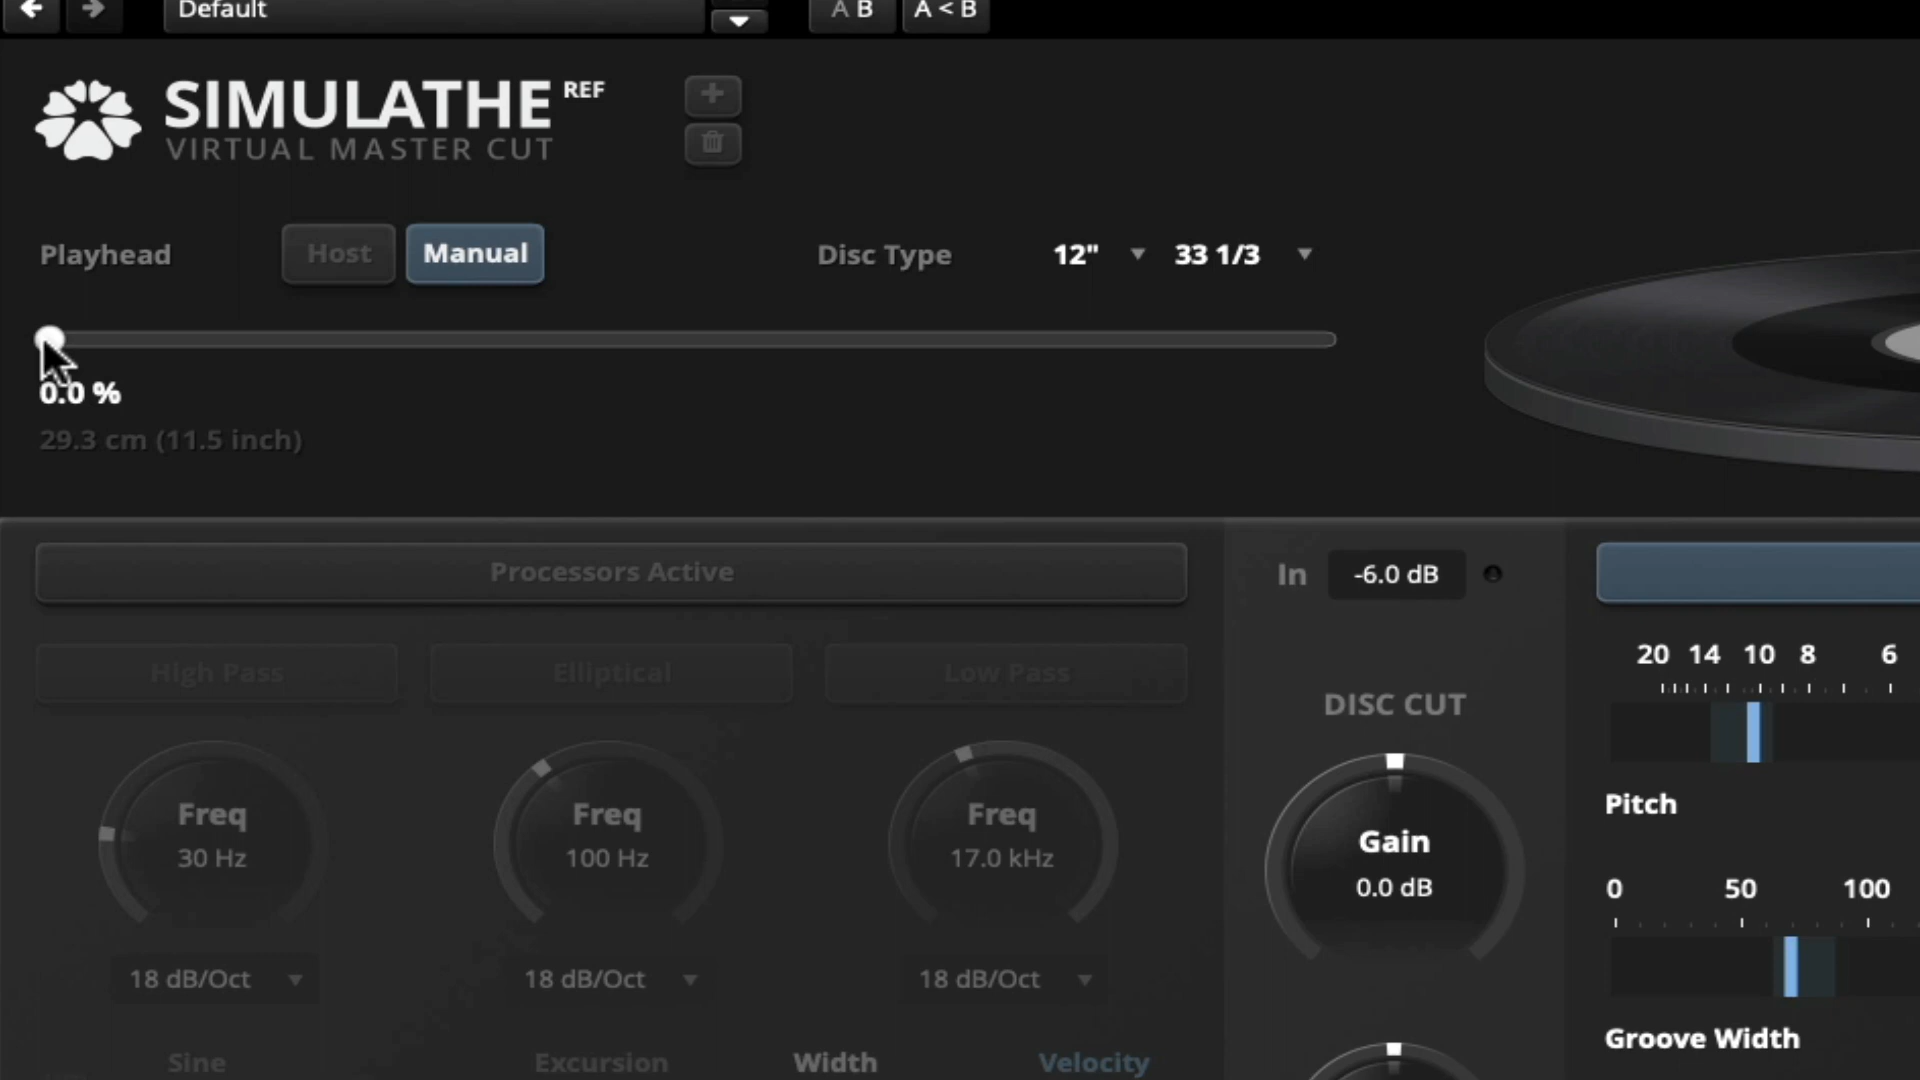 Default
A B
A < B
SIMULATHE REF
VIRTUAL MASTER CUT
Playhead
Host
Manual
Disc Type
12"
33 1/3
0.0 %
29.3 cm (11.5 inch)
Processors Active
In
-6.0 dB
High Pass
Elliptical
Low Pass
20 14 10 8 6
DISC CUT
Pitch
Freq
30 Hz
Freq
100 Hz
Freq
17.0 kHz
Gain
0.0 dB
0 50 100
18 dB/Oct
18 dB/Oct
18 dB/Oct
Groove Width
Sine
Excursion
Width
Velocity